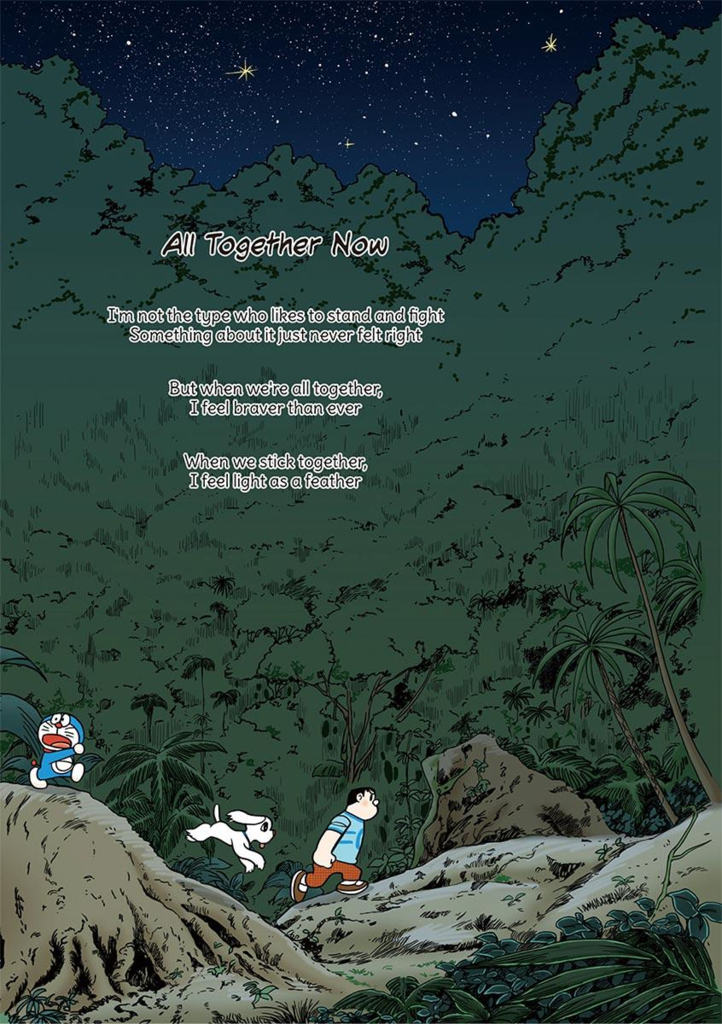 All Together Now
I'm not the type who likes to stand and fight
Something about it just never felt right
But when we're all together,
I feel braver than ever
When we stick together,
I feel light as a feather